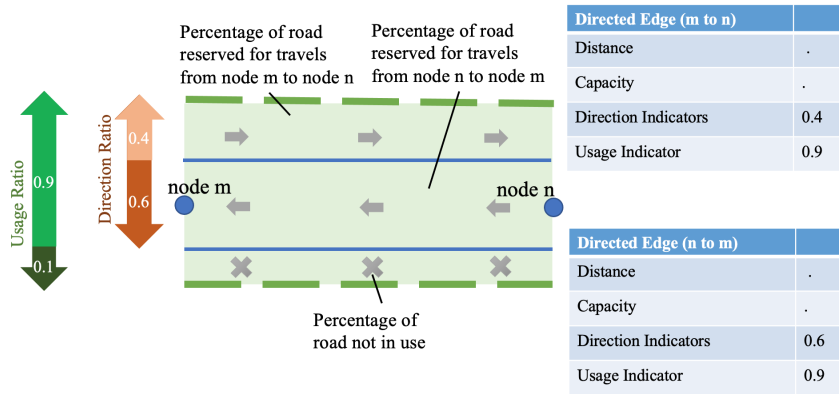 Percentage of road
reserved for travels
from node m to node n
Percentage of road
reserved for travels
from node n to node m
Usage Ratio
0.9
0.1
Direction Ratio
0.4
0.6
node m
node n
Percentage of
road not in use
Directed Edge (m to n)
Distance .
Capacity .
Direction Indicators 0.4
Usage Indicator 0.9
Directed Edge (n to m)
Distance .
Capacity .
Direction Indicators 0.6
Usage Indicator 0.9